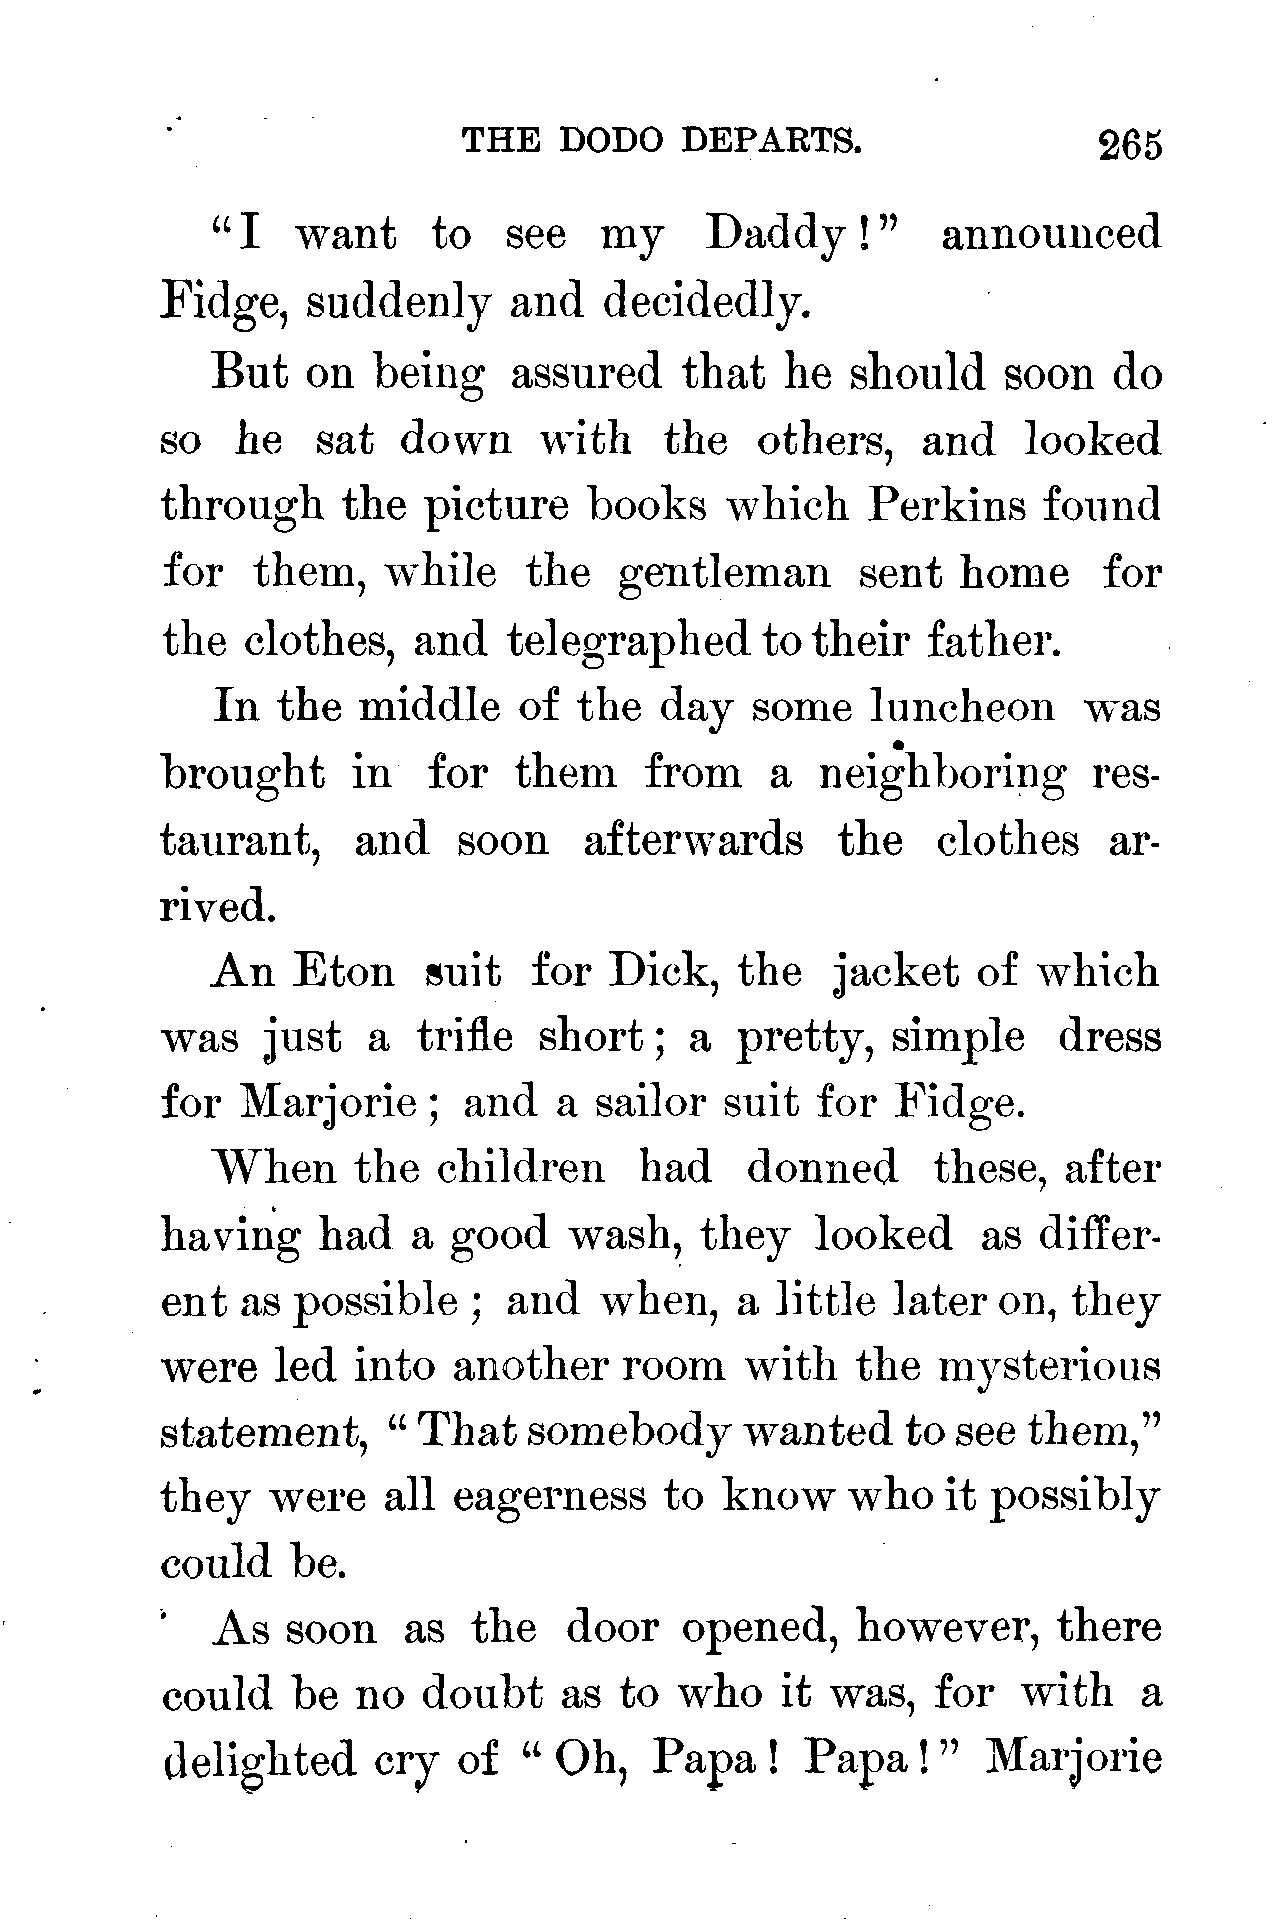 THE DODO DEPARTS. 265
"I want to see my Daddy!" announced
Fidge, suddenly and decidedly.
But on being assured that he should soon do
so he sat down with the others, and looked
through the picture books which Perkins found
for them, while the gentleman sent home for
the clothes, and telegraphed to their father.
In the middle of the day some luncheon was
brought in for them from a neighboring res-
taurant, and soon afterwards the clothes ar-
rived.
An Eton suit for Dick, the jacket of which
was just a trifle short; a pretty, simple dress
for Marjorie; and a sailor suit for Fidge.
When the children had donned these, after
having had a good wash, they looked as differ-
ent as possible; and when, a little later on, they
were led into another room with the mysterious
statement, "That somebody wanted to see them,"
they were all eagerness to know who it possibly
could be.
As soon as the door opened, however, there
could be no doubt as to who it was, for with a
delighted cry of "Oh, Papa! Papa!" Marjorie